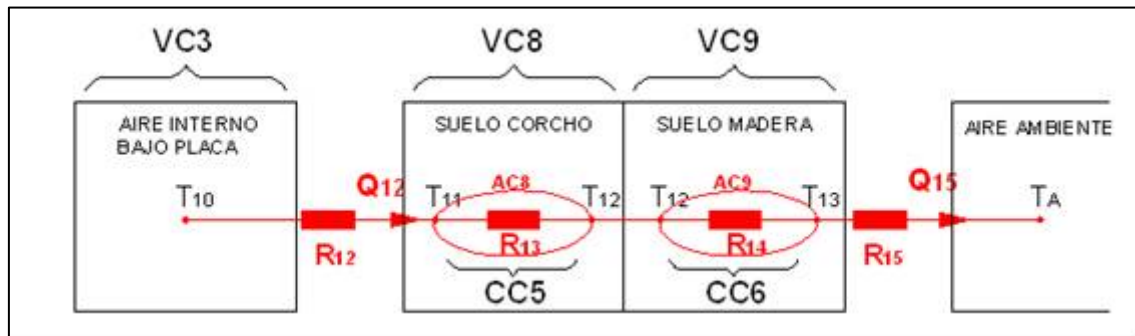 VC3 VC8 VC9
AIRE INTERNO
BAJO PLACA
SUELO CORCHO
SUELO MADERA
AIRE AMBIENTE
T10
Q12
R12
T11
AC8
T12
R13
CC5
T12
AC9
T13
R14
CC6
Q15
R15
TA